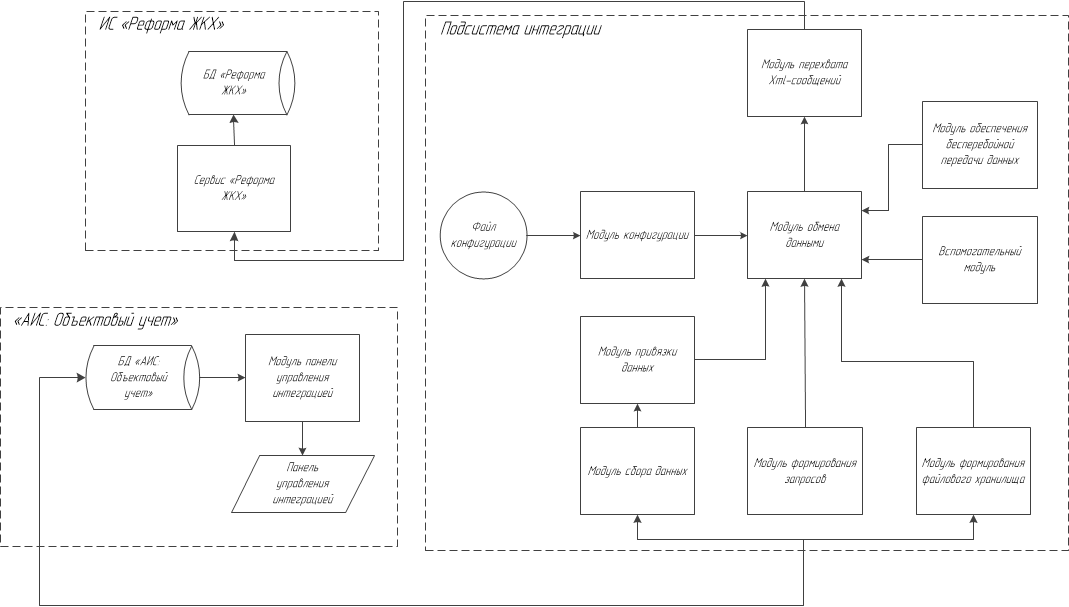 ИС «Реформа ЖКХ»
БД «Реформа
ЖКХ»
Сервис «Реформа
ЖКХ»
Подсистема интеграции
Модуль перехвата
Xml-сообщений
Модуль обеспечения
бесперебойной
передачи данных
Файл
конфигурации
Модуль конфигурации
Модуль обмена
данными
Вспомагательный
модуль
«АИС: Объектовый учет»
БД «АИС:
Объектовый
учет»
Модуль панели
управления
интеграцией
Панель
управления
интеграцией
Модуль привязки
данных
Модуль сбора данных
Модуль формирования
запросов
Модуль формирования
файлового хранилища